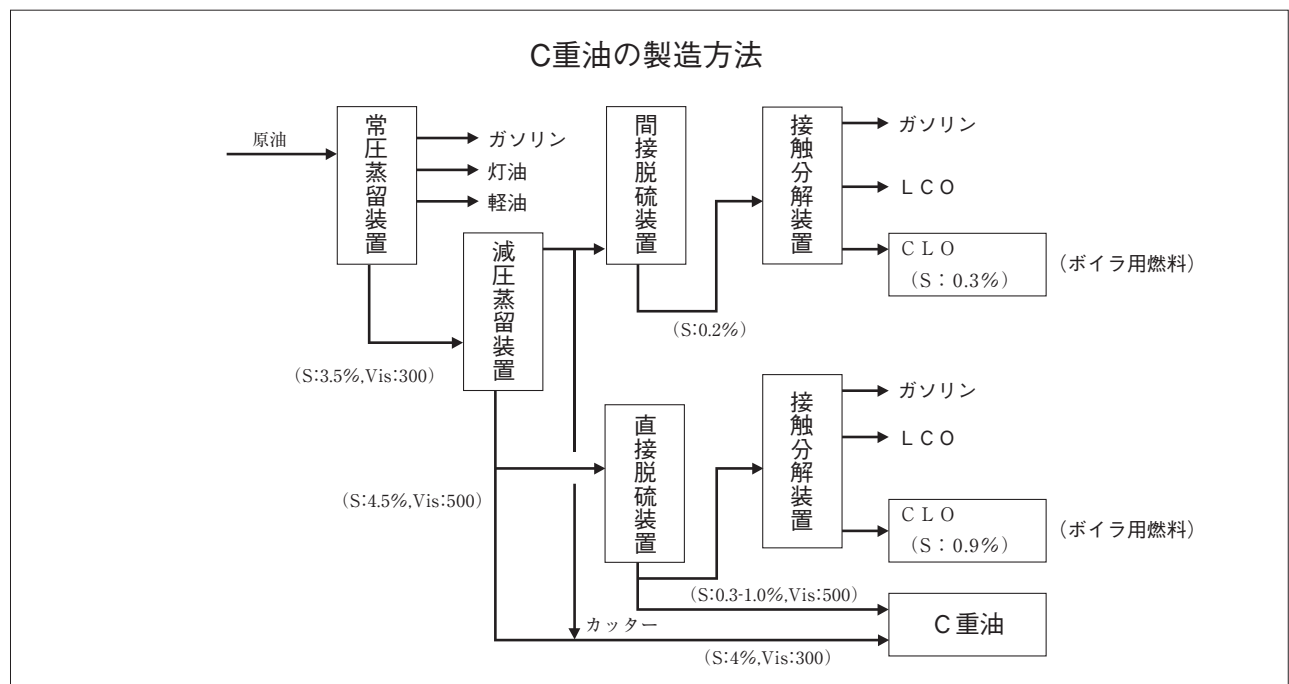 C重油の製造方法
原油
常圧蒸留装置
ガソリン
灯油
軽油
(S:3.5%,Vis:300)
減圧蒸留装置
間接脱硫装置
(S:0.2%)
接触分解装置
ガソリン
LCO
CLO
(S:0.3%)
(ボイラ用燃料)
(S:4.5%,Vis:500)
直接脱硫装置
接触分解装置
ガソリン
LCO
CLO
(S:0.9%)
(ボイラ用燃料)
(S:0.3-1.0%,Vis:500)
カッター
(S:4%,Vis:300)
C重油